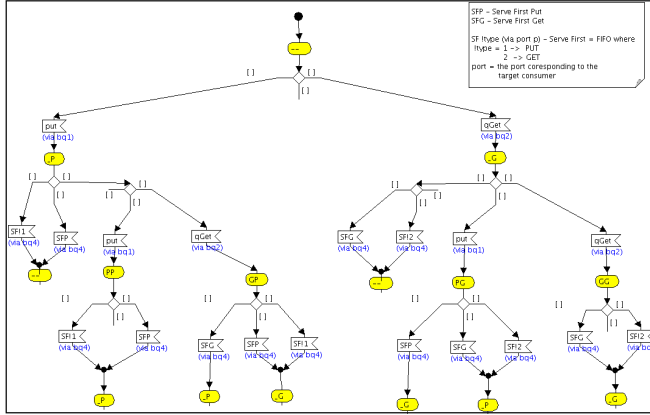 SFP – Serve First Put
SFG – Serve First Get
SF !type (via port p) – Serve First = FIFO where
!type = 1 -> PUT
2 -> GET
port = the port coresponding to the
target consumer
--
[ ] [ ]
[ ]
put qGet
(via bq1) (via bq2)
_P _G
[ ] [ ] [ ] [ ] [ ] [ ]
[ ] [ ] [ ] [ ]
SF!1 SFP put qGet SFG SF!2 put qGet
(via bq4) (via bq4) (via bq1) (via bq2) (via bq4) (via bq4) (via bq1) (via bq2)
-- PP GP -- PG GG
[ ] [ ] [ ] [ ] [ ] [ ] [ ] [ ]
[ ] [ ] [ ] [ ]
SF!1 SFP SFG SFP SF!1 SFP SFG SF!2 SFG SF!2
(via bq4) (via bq4) (via bq4) (via bq4) (via bq4) (via bq4) (via bq4) (via bq4) (via bq4) (via bq
_P _P _G _G _P _G